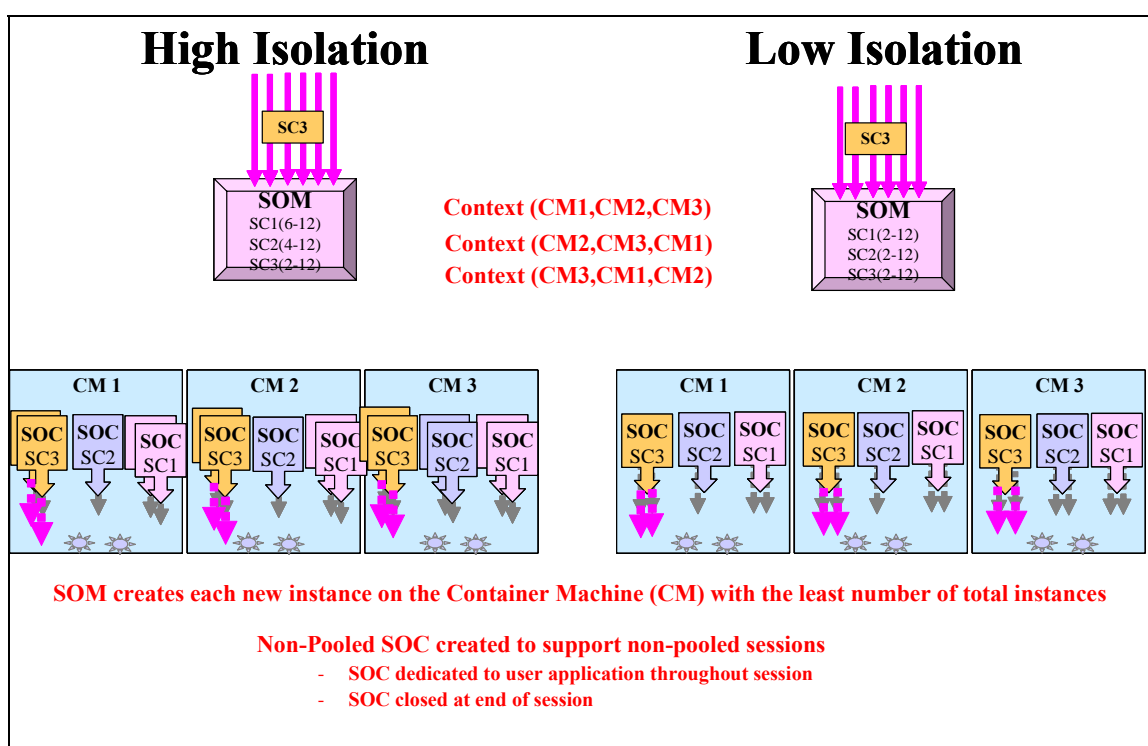 High Isolation
Low Isolation
SC3
SC3
SOM
SC1(6-12)
SC2(4-12)
SC3(2-12)
Context (CM1,CM2,CM3)
Context (CM2,CM3,CM1)
Context (CM3,CM1,CM2)
SOM
SC1(2-12)
SC2(2-12)
SC3(2-12)
CM 1
SOC
SC3
SOC
SC2
SOC
SC1
CM 2
SOC
SC3
SOC
SC2
SOC
SC1
CM 3
SOC
SC3
SOC
SC2
SOC
SC1
CM 1
SOC
SC3
SOC
SC2
SOC
SC1
CM 2
SOC
SC3
SOC
SC2
SOC
SC1
CM 3
SOC
SC3
SOC
SC2
SOC
SC1
SOM creates each new instance on the Container Machine (CM) with the least number of total instances
Non-Pooled SOC created to support non-pooled sessions
- SOC dedicated to user application throughout session
- SOC closed at end of session